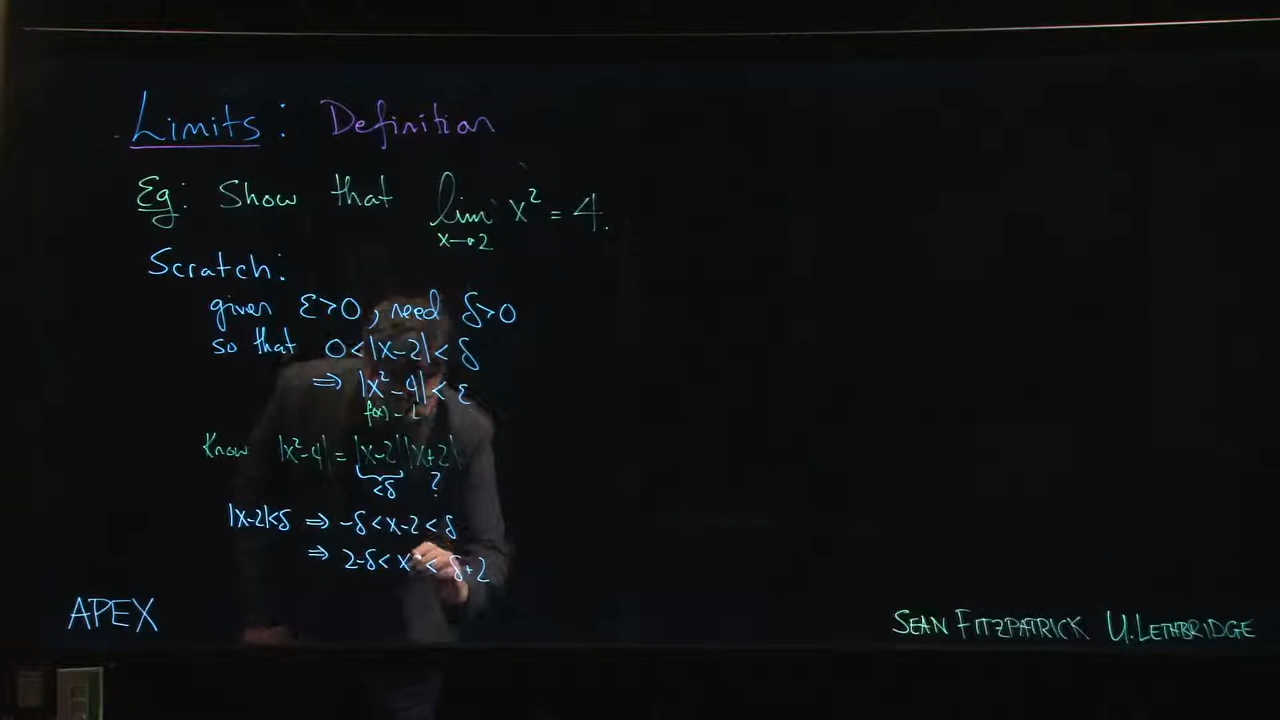 Limits: Definition
Eg: Show that lim x² = 4.
x→2
Scratch:
given ε>0, need δ>0
so that 0<|x-2|<δ
⇒ |x²-4|<ε
f(x) - L
Know |x²-4| = |x-2||x+2|
<δ ?
|x-2|<δ ⇒ -δ<x-2<δ
⇒ 2-δ<x < δ+2
APEX
SEAN FITZPATRICK U. LETHBRIDGE